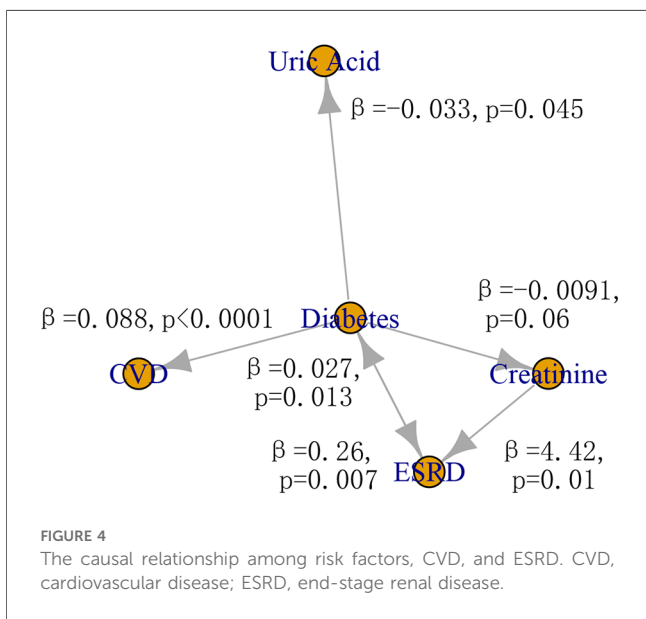 Uric Acid
β=-0.033, p=0.045
β=-0.0091,
p=0.06
β=0.088, p<0.0001
Diabetes
CVD
β=0.027,
p=0.013
Creatinine
β=0.26,
p=0.007
ESRD
β=4.42,
p=0.01
FIGURE 4
The causal relationship among risk factors, CVD, and ESRD. CVD,
cardiovascular disease; ESRD, end-stage renal disease.